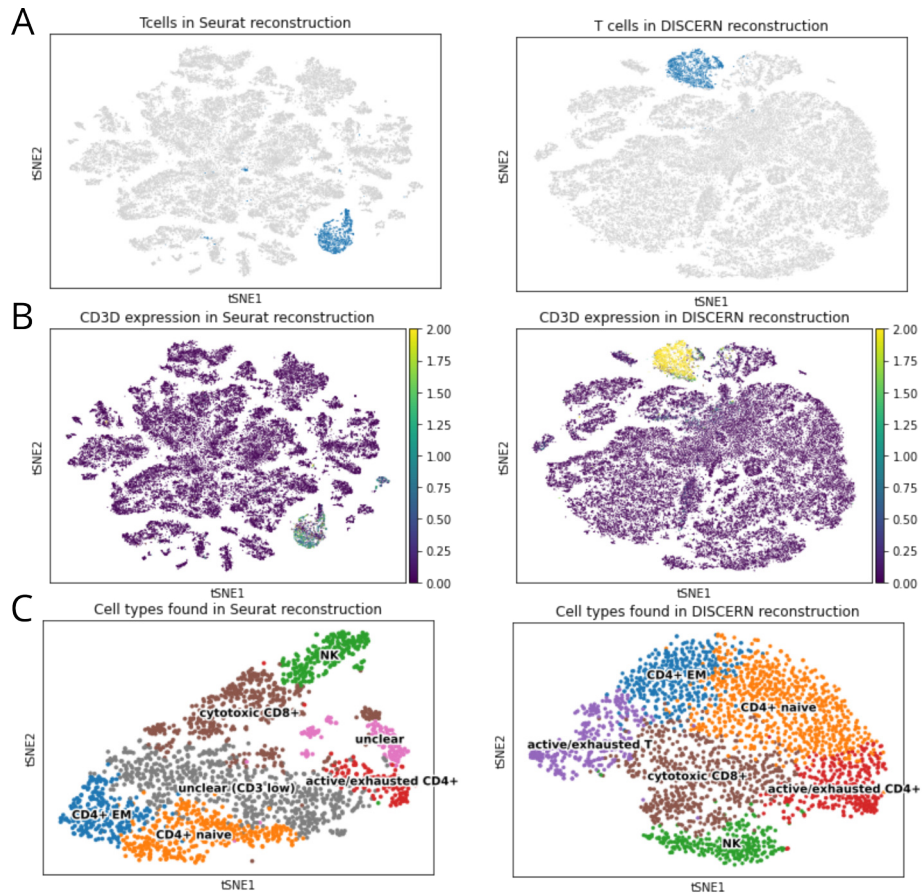 A
Tcells in Seurat reconstruction
T cells in DISCERN reconstruction
tSNE2
tSNE2
tSNE1
tSNE1
B
CD3D expression in Seurat reconstruction
CD3D expression in DISCERN reconstruction
2.00
1.75
1.50
1.25
1.00
0.75
0.50
0.25
0.00
2.00
1.75
1.50
1.25
1.00
0.75
0.50
0.25
0.00
tSNE2
tSNE2
tSNE1
tSNE1
C
Cell types found in Seurat reconstruction
Cell types found in DISCERN reconstruction
NK
cytotoxic CD8+
unclear
active/exhausted CD4+
unclear (CD3 low)
CD4+ EM
CD4+ naive
tSNE2
tSNE1
CD4+ EM
CD4+ naive
active/exhausted T
cytotoxic CD8+
active/exhausted CD4+
NK
tSNE2
tSNE1